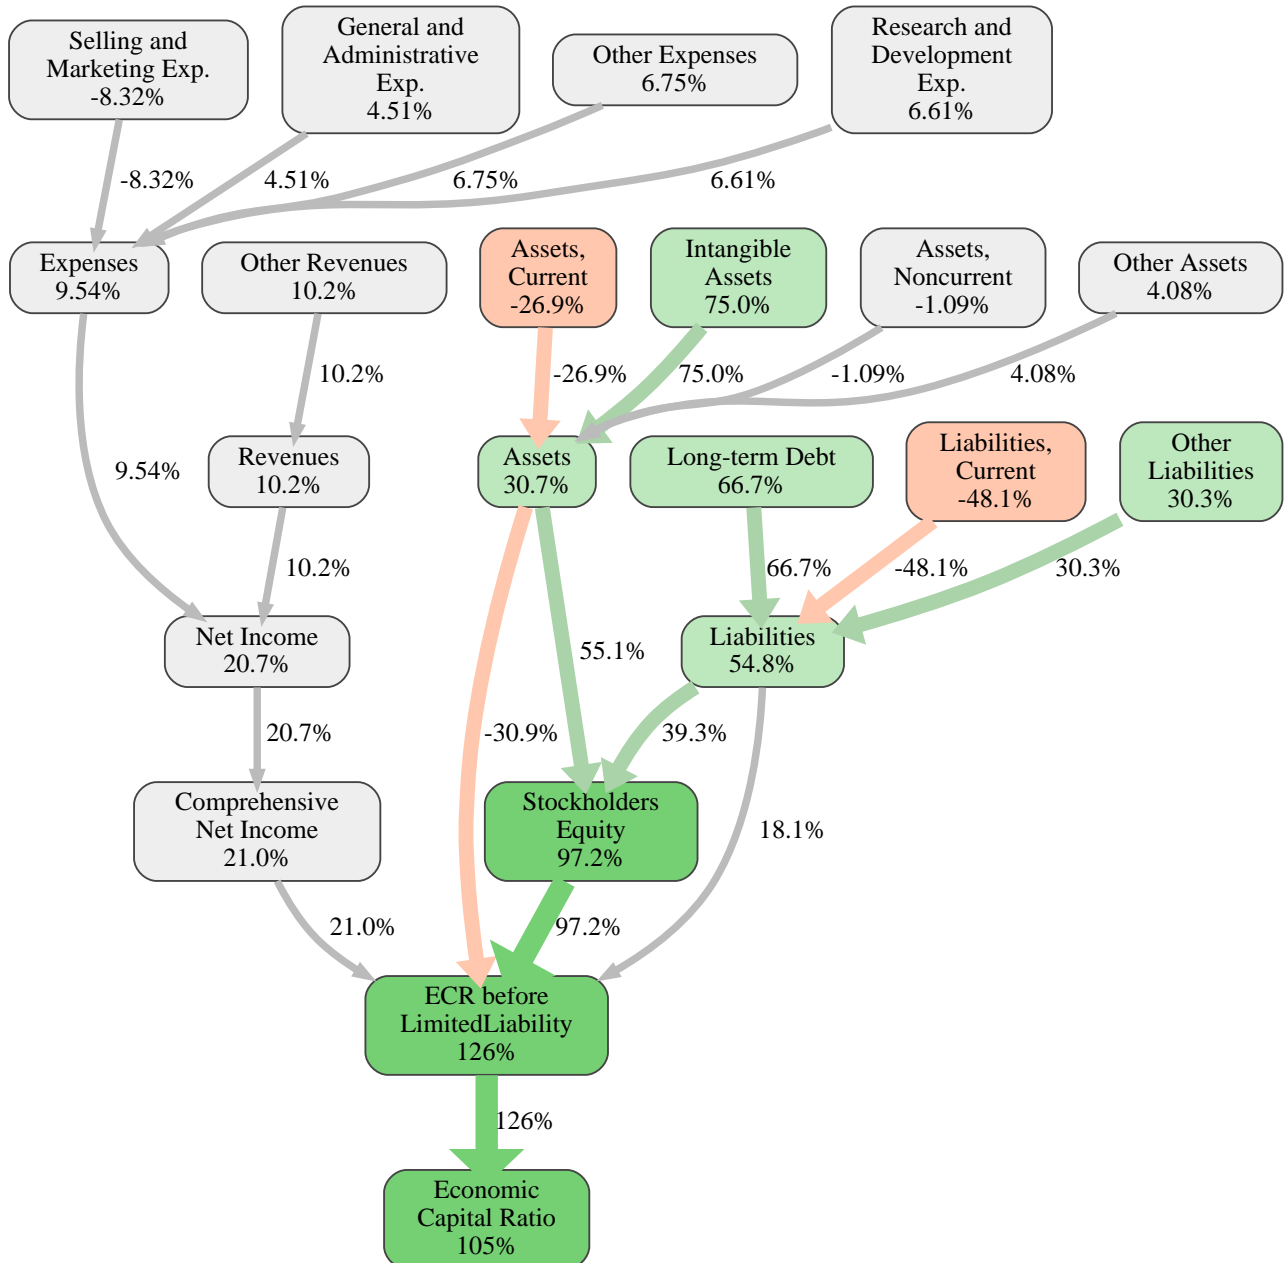 Selling and
Marketing Exp.
-8.32%
General and
Administrative
Exp.
4.51%
Other Expenses
6.75%
Research and
Development
Exp.
6.61%
-8.32%
4.51%
6.75%
6.61%
Expenses
9.54%
Other Revenues
10.2%
Assets,
Current
-26.9%
Intangible
Assets
75.0%
Assets,
Noncurrent
-1.09%
Other Assets
4.08%
10.2%
-26.9%
75.0%
-1.09%
4.08%
9.54%
Revenues
10.2%
Assets
30.7%
Long-term Debt
66.7%
Liabilities,
Current
-48.1%
Other
Liabilities
30.3%
10.2%
66.7%
-48.1%
30.3%
Net Income
20.7%
55.1%
Liabilities
54.8%
20.7%
-30.9%
39.3%
Comprehensive
Net Income
21.0%
Stockholders
Equity
97.2%
18.1%
21.0%
97.2%
ECR before
LimitedLiability
126%
126%
Economic
Capital Ratio
105%